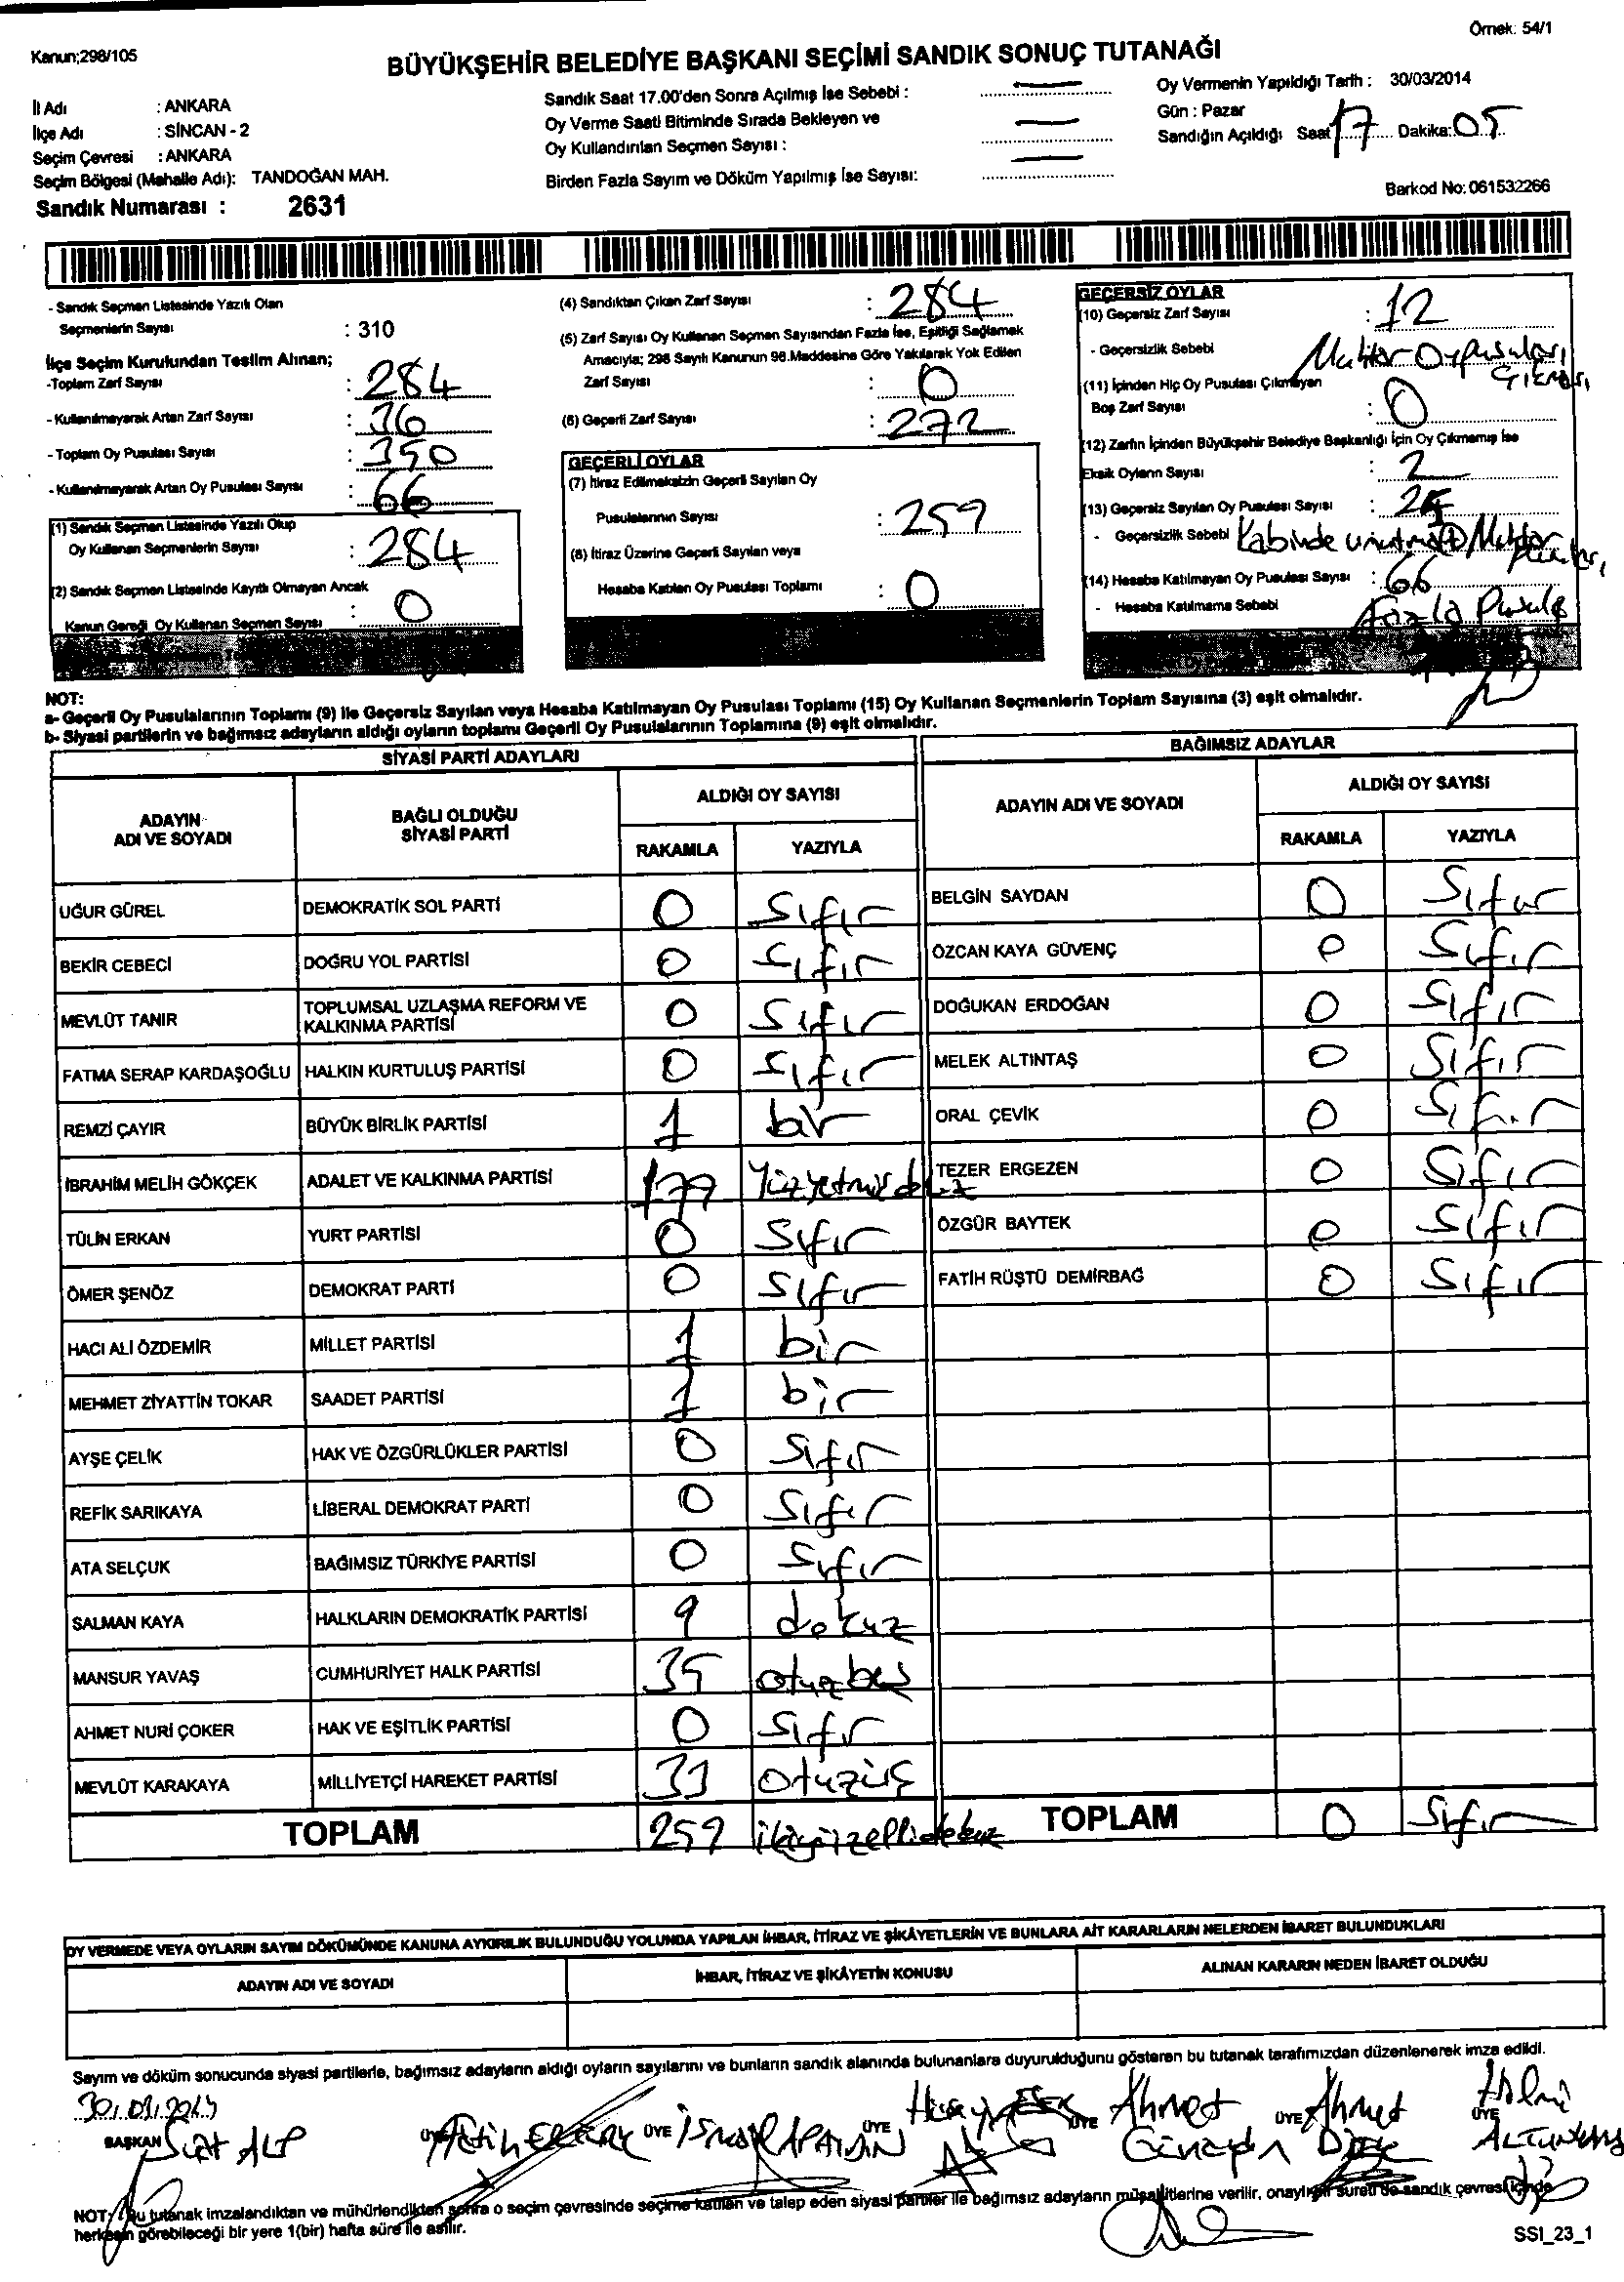 Örnek: 54/1
Kanun;298/105
BÜYÜKŞEHİR BELEDİYE BAŞKANI SEÇİMİ SANDIK SONUÇ TUTANAĞI
İl Adı : ANKARA
İlçe Adı : SİNCAN - 2
Seçim Çevresi : ANKARA
Seçim Bölgesi (Mahalle Adı): TANDOĞAN MAH.
Sandık Numarası : 2631
Sandık Saat 17.00'den Sonra Açılmış İse Sebebi :
Oy Verme Saati Bitiminde Sırada Bekleyen ve
Oy Kullandırılan Seçmen Sayısı :
Birden Fazla Sayım ve Döküm Yapılmış İse Sayısı:
Oy Vermenin Yapıldığı Tarih : 30/03/2014
Gün : Pazar
Sandığın Açıldığı Saat 17 Dakika: 05
Barkod No: 061532266
- Sandık Seçmen Listesinde Yazılı Olan
Seçmenlerin Sayısı : 310
İlçe Seçim Kurulundan Teslim Alınan;
-Toplam Zarf Sayısı : 284
- Kullanılmayarak Artan Zarf Sayısı : 36
- Toplam Oy Pusulası Sayısı : 350
- Kullanılmayarak Artan Oy Pusulası Sayısı : 66
(1) Sandık Seçmen Listesinde Yazılı Olup
Oy Kullanan Seçmenlerin Sayısı : 284
(2) Sandık Seçmen Listesinde Kayıtlı Olmayan Ancak
Kanun Gereği Oy Kullanan Seçmen Sayısı : 0
(4) Sandıktan Çıkan Zarf Sayısı : 284
(5) Zarf Sayısı Oy Kullanan Seçmen Sayısından Fazla İse, Eşitliği Sağlamak
Amacıyla; 298 Sayılı Kanunun 98.Maddesine Göre Yakılarak Yok Edilen
Zarf Sayısı : 0
(6) Geçerli Zarf Sayısı : 272
GEÇERLİ OYLAR
(7) İtiraz Edilmeksizin Geçerli Sayılan Oy
Pusulalarının Sayısı : 259
(8) İtiraz Üzerine Geçerli Sayılan veya
Hesaba Katılan Oy Pusulası Toplamı : 0
GEÇERSİZ OYLAR
(10) Geçersiz Zarf Sayısı : 12
- Geçersizlik Sebebi Muhtar Oy pusulası
çıkması
(11) İçinden Hiç Oy Pusulası Çıkmayan
Boş Zarf Sayısı : 0
(12) Zarfın İçinden Büyükşehir Belediye Başkanlığı İçin Oy Çıkmamış İse
Eksik Oyların Sayısı : 2
(13) Geçersiz Sayılan Oy Pusulası Sayısı :
- Geçersizlik Sebebi Kabinde Muhtar
(14) Hesaba Katılmayan Oy Pusulası Sayısı : 66
- Hesaba Katılmama Sebebi Fazla Pusula
NOT:
a- Geçerli Oy Pusulalarının Toplamı (9) ile Geçersiz Sayılan veya Hesaba Katılmayan Oy Pusulası Toplamı (15) Oy Kullanan Seçmenlerin Toplam Sayısına (3) eşit olmalıdır.
b- Siyasi partilerin ve bağımsız adayların aldığı oyların toplamı Geçerli Oy Pusulalarının Toplamına (9) eşit olmalıdır.
SİYASİ PARTİ ADAYLARI
ADAYIN ADI VE SOYADI BAĞLI OLDUĞU SİYASİ PARTİ ALDIĞI OY SAYISI
RAKAMLA YAZIYLA
UĞUR GÜREL DEMOKRATİK SOL PARTİ 0 Sıfır
BEKİR CEBECİ DOĞRU YOL PARTİSİ 0 Sıfır
MEVLÜT TANIR TOPLUMSAL UZLAŞMA REFORM VE KALKINMA PARTİSİ 0 Sıfır
FATMA SERAP KARDAŞOĞLU HALKIN KURTULUŞ PARTİSİ 0 Sıfır
REMZİ ÇAYIR BÜYÜK BİRLİK PARTİSİ 1 bir
İBRAHİM MELİH GÖKÇEK ADALET VE KALKINMA PARTİSİ 179 Yüzyetmişdokuz
TÜLİN ERKAN YURT PARTİSİ 0 Sıfır
ÖMER ŞENÖZ DEMOKRAT PARTİ 0 Sıfır
HACI ALİ ÖZDEMİR MİLLET PARTİSİ 1 bir
MEHMET ZİYATTİN TOKAR SAADET PARTİSİ 1 bir
AYŞE ÇELİK HAK VE ÖZGÜRLÜKLER PARTİSİ 0 Sıfır
REFİK SARIKAYA LİBERAL DEMOKRAT PARTİ 0 Sıfır
ATA SELÇUK BAĞIMSIZ TÜRKİYE PARTİSİ 0 Sıfır
SALMAN KAYA HALKLARIN DEMOKRATİK PARTİSİ 9 dokuz
MANSUR YAVAŞ CUMHURİYET HALK PARTİSİ 35 otuzbeş
AHMET NURİ ÇOKER HAK VE EŞİTLİK PARTİSİ 0 Sıfır
MEVLÜT KARAKAYA MİLLİYETÇİ HAREKET PARTİSİ 33 otuzüç
TOPLAM 259 ikiyüzellidokuz
BAĞIMSIZ ADAYLAR
ADAYIN ADI VE SOYADI ALDIĞI OY SAYISI
RAKAMLA YAZIYLA
BELGİN SAYDAN 0 Sıfır
ÖZCAN KAYA GÜVENÇ 0 Sıfır
DOĞUKAN ERDOĞAN 0 Sıfır
MELEK ALTINTAŞ 0 Sıfır
ORAL ÇEVİK 0 Sıfır
TEZER ERGEZEN 0 Sıfır
ÖZGÜR BAYTEK 0 Sıfır
FATİH RÜŞTÜ DEMİRBAĞ 0 Sıfır
TOPLAM 0 Sıfır
OY VERMEDE VEYA OYLARIN SAYIM DÖKÜMÜNDE KANUNA AYKIRILIK BULUNDUĞU YOLUNDA YAPILAN İHBAR, İTİRAZ VE ŞİKÂYETLERİN VE BUNLARA AİT KARARLARIN NELERDEN İBARET BULUNDUKLARI
ADAYIN ADI VE SOYADI İHBAR, İTİRAZ VE ŞİKÂYETİN KONUSU ALINAN KARARIN NEDEN İBARET OLDUĞU
Sayım ve döküm sonucunda siyasi partilerle, bağımsız adayların aldığı oyların sayılarını ve bunların sandık alanında bulunanlara duyurulduğunu gösteren bu tutanak tarafımızdan düzenlenerek imza edildi.
BAŞKAN ÜYE ÜYE ÜYE ÜYE ÜYE ÜYE
Suat ALP Ahmet Günaydın Ahmet
NOT: Bu tutanak imzalandıktan ve mühürlendikten sonra o seçim çevresinde seçime katılan ve talep eden siyasi partiler ile bağımsız adayların müşahitlerine verilir, onaylı bir sureti de sandık çevresi içinde
herkesin görebileceği bir yere 1(bir) hafta süre ile asılır.
SSI_23_1